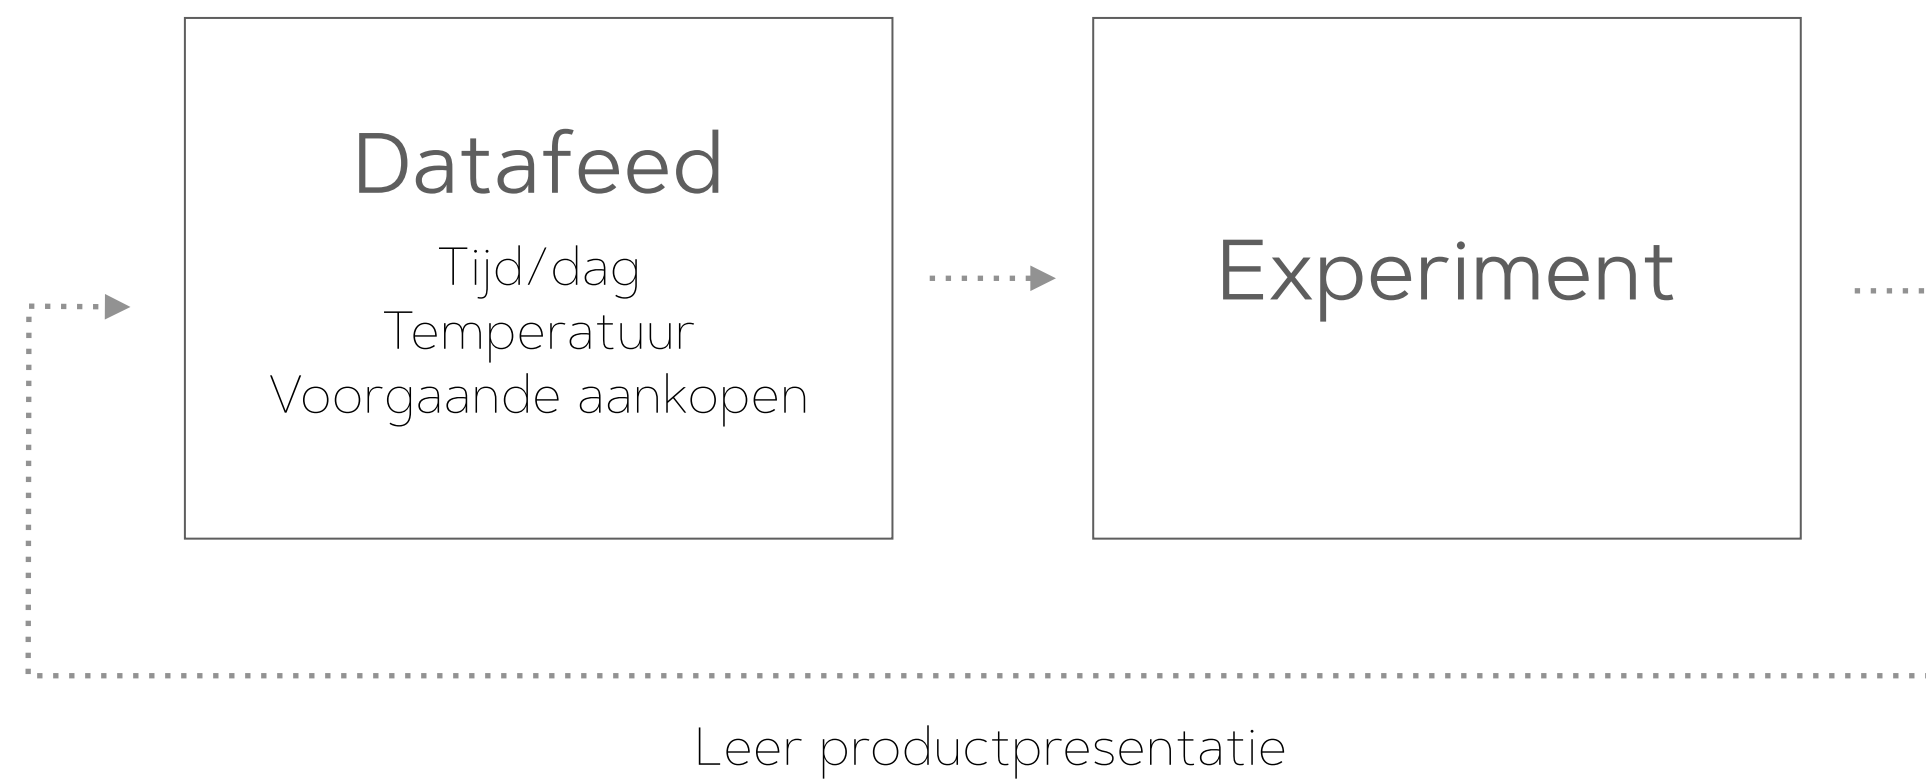 Datafeed
Tijd/dag
Temperatuur
Voorgaande aankopen
Experiment
Leer productpresentatie